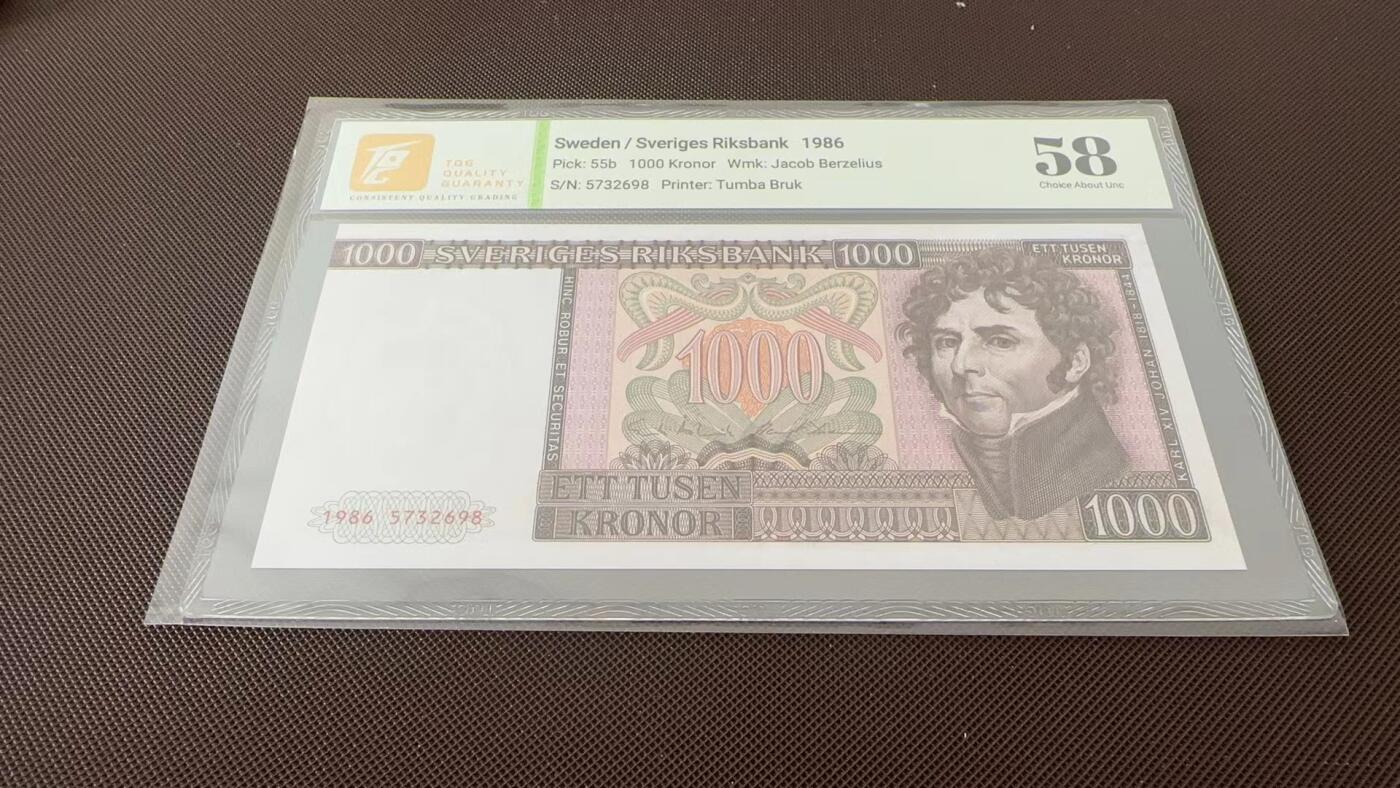 TQG
QUALITY
GUARANTY
CONSISTENT QUALITY GRADING
Sweden / Sveriges Riksbank 1986
Pick: 55b 1000 Kronor Wmk: Jacob Berzelius
S/N: 5732698 Printer: Tumba Bruk
58
Choice About Unc
1000 SVERIGES RIKSBANK 1000
ETT TUSEN
KRONOR
HINC ROBUR ET SECURITAS
1000
KARL XIV JOHAN 1818-1844
ETT TUSEN
KRONOR
1986 5732698
1000